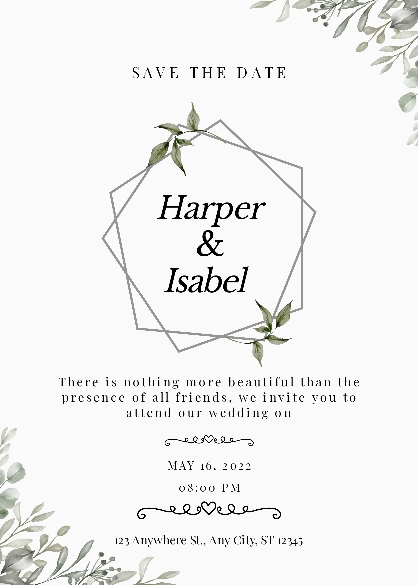 SAVE THE DATE
Harper
&
Isabel
There is nothing more beautiful than the
presence of all friends, we invite you to
attend our wedding on
MAY 16, 2022
08:00 PM
123 Anywhere St., Any City, ST 12345